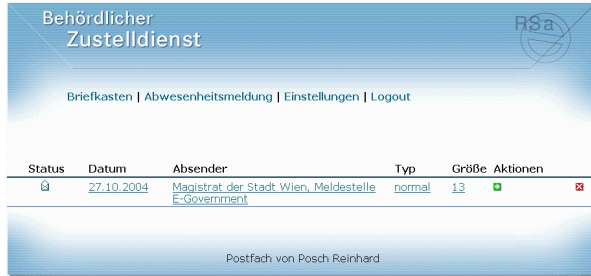 Behördlicher
Zustelldienst
RSa
Briefkasten | Abwesenheitsmeldung | Einstellungen | Logout
Status Datum Absender Typ Größe Aktionen
27.10.2004 Magistrat der Stadt Wien, Meldestelle normal 13
E-Government
Postfach von Posch Reinhard